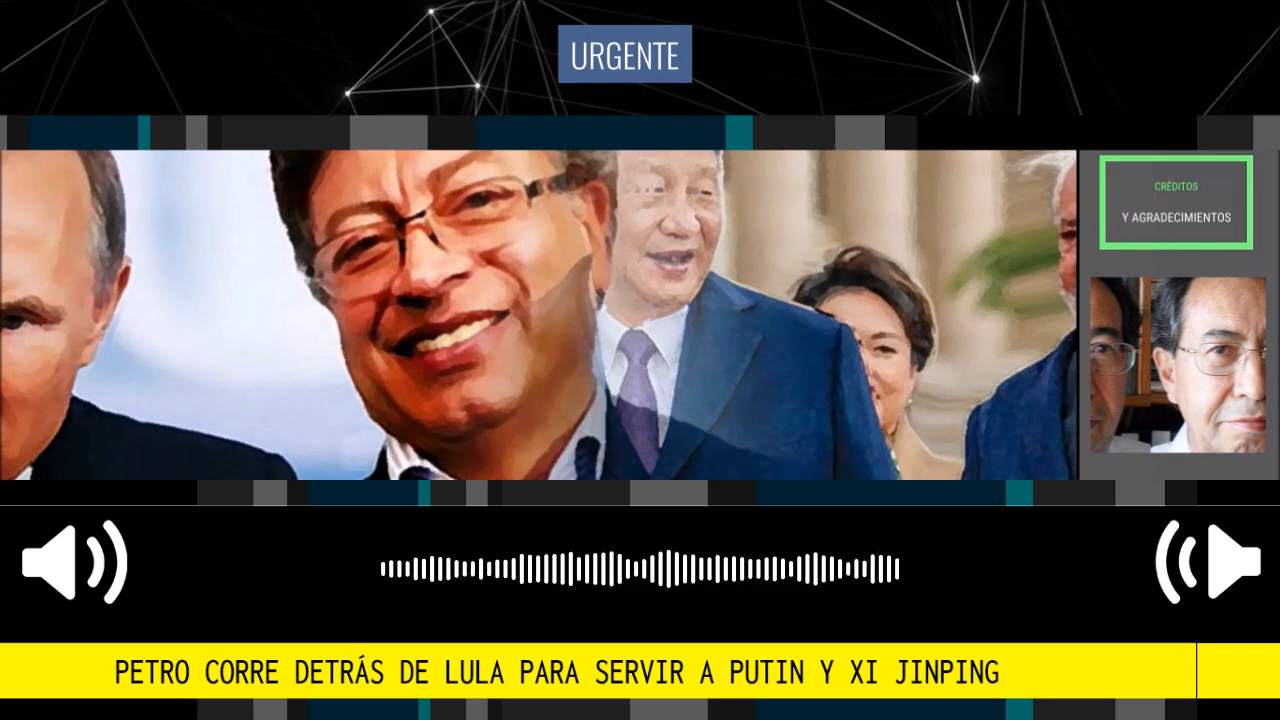 URGENTE
CRÉDITOS
Y AGRADECIMIENTOS
PETRO CORRE DETRÁS DE LULA PARA SERVIR A PUTIN Y XI JINPING